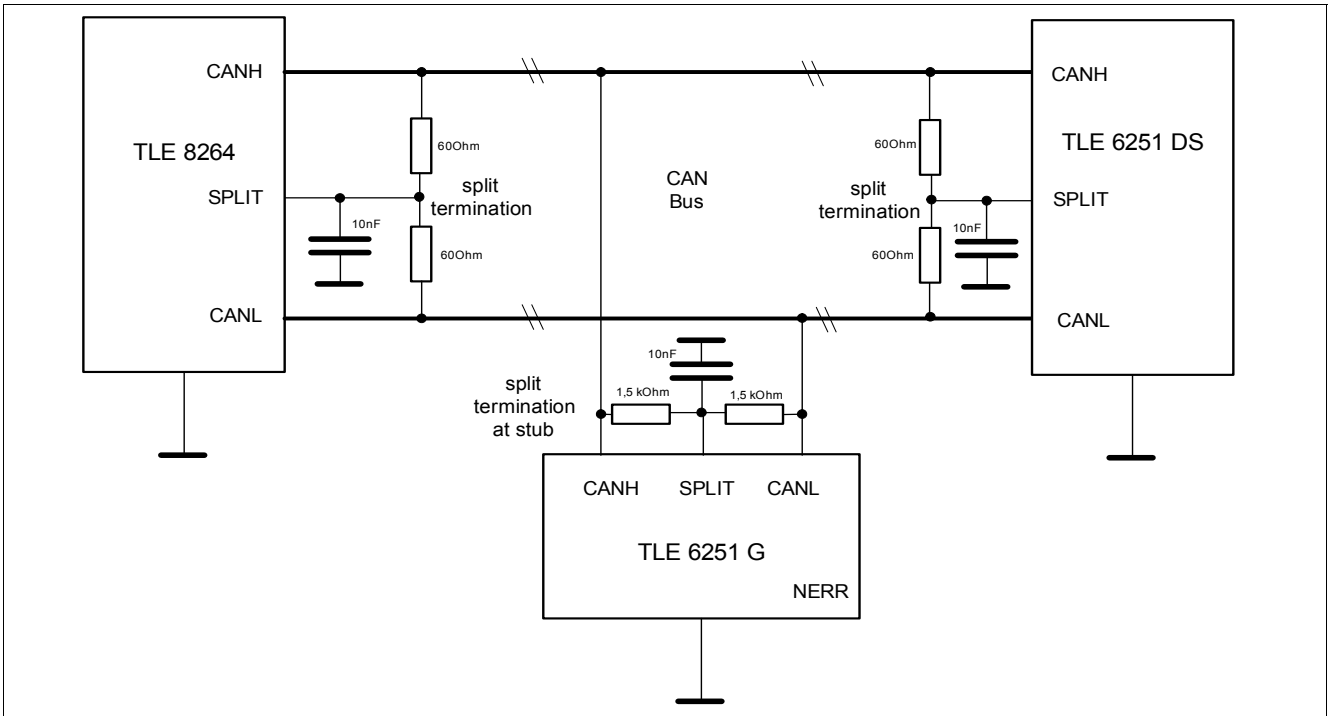 CANH
TLE 8264
SPLIT
CANL
60Ohm
split
termination
10nF
60Ohm
CAN
Bus
60Ohm
split
termination
10nF
60Ohm
CANH
TLE 6251 DS
SPLIT
CANL
10nF
split
termination
at stub
1,5 kOhm
1,5 kOhm
CANH SPLIT CANL
TLE 6251 G
NERR